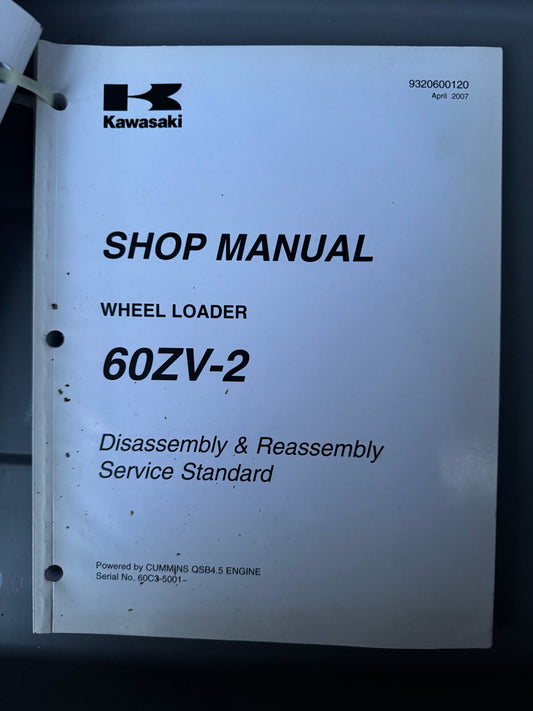 9320600120
April 2007
Kawasaki
SHOP MANUAL
WHEEL LOADER
60ZV-2
Disassembly & Reassembly
Service Standard
Powered by CUMMINS QSB4.5 ENGINE
Serial No. 60C3-5001~